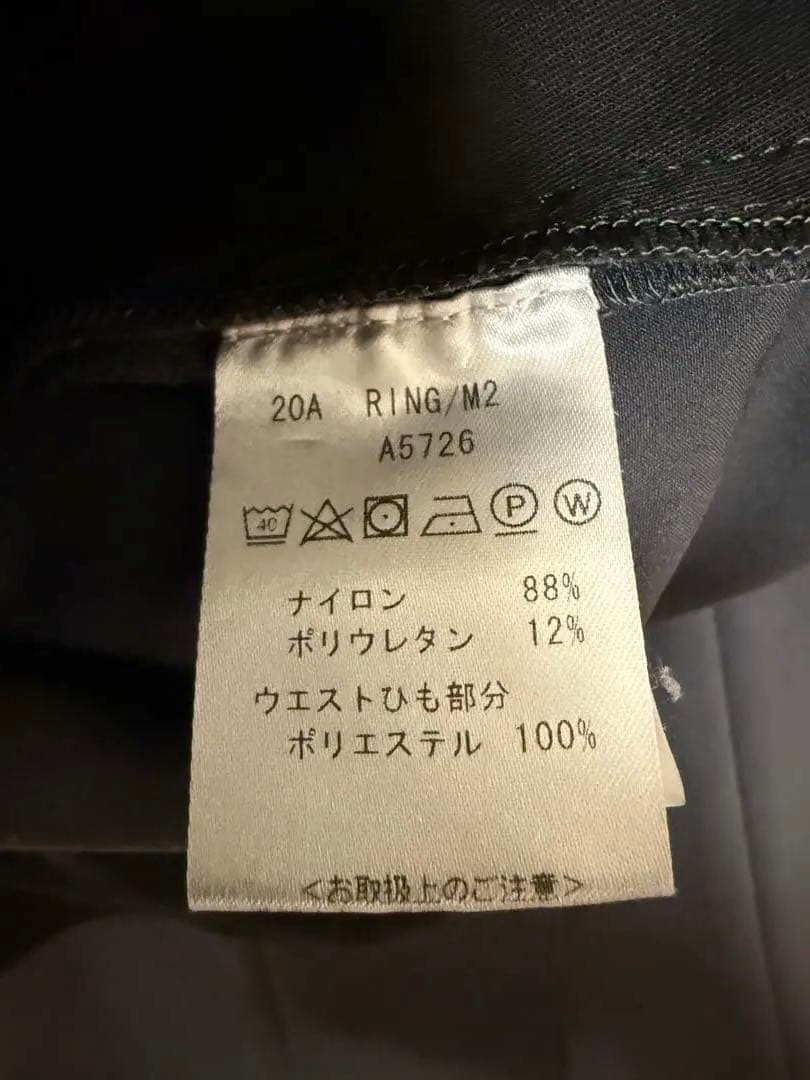 20A RING/M2
A5726
40 P W
ナイロン 88%
ポリウレタン 12%
ウエストひも部分
ポリエステル 100%
<お取扱上のご注意>